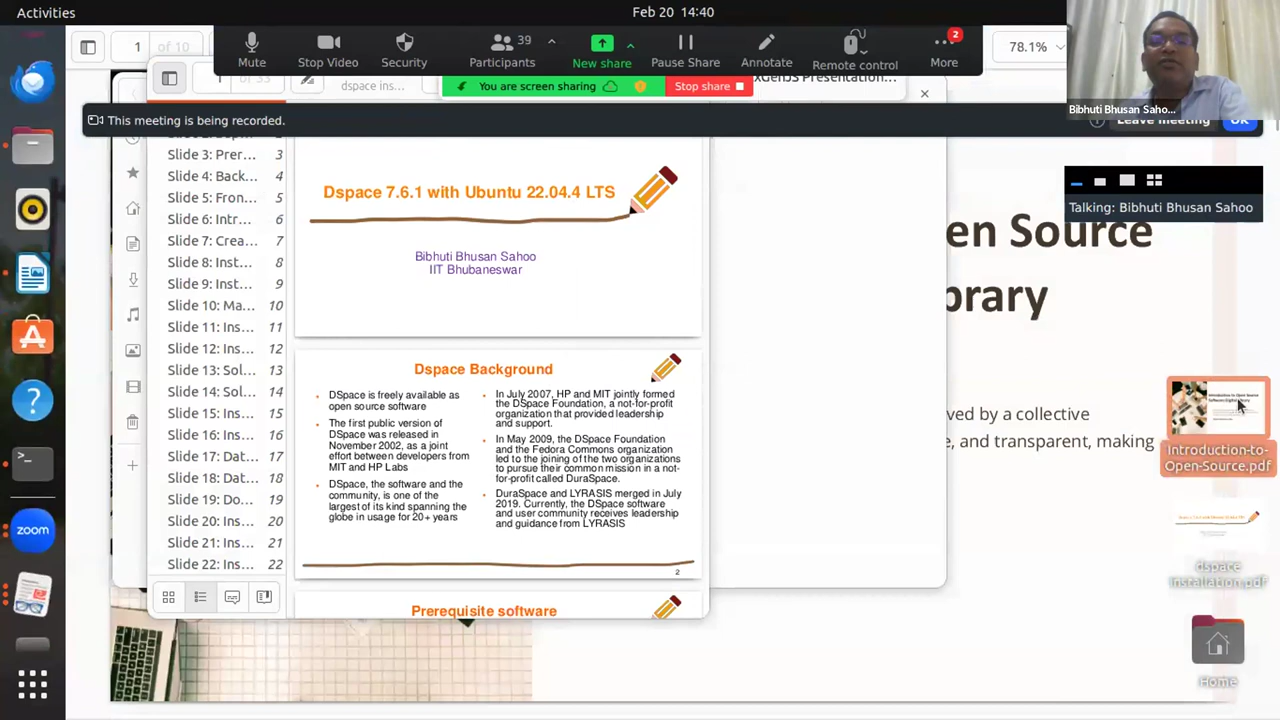 Activities
Feb 20 14:40
1 of 10
78.1%
Mute
Stop Video
Security
39
Participants
New share
Pause Share
Annotate
Remote control
2
More
dspace ins...
You are screen sharing
Stop share
Bibhuti Bhusan Saho...
This meeting is being recorded.
Leave meeting
OK
Talking: Bibhuti Bhusan Sahoo
Slide 3: Prer... 3
Slide 4: Back... 4
Slide 5: Fron... 5
Slide 6: Intr... 6
Slide 7: Crea... 7
Slide 8: Inst... 8
Slide 9: Inst... 9
Slide 10: Ma... 10
Slide 11: Ins... 11
Slide 12: Ins... 12
Slide 13: Sol... 13
Slide 14: Sol... 14
Slide 15: Ins... 15
Slide 16: Ins... 16
Slide 17: Dat... 17
Slide 18: Dat... 18
Slide 19: Do... 19
Slide 20: Ins... 20
Slide 21: Ins... 21
Slide 22: Ins... 22
Dspace 7.6.1 with Ubuntu 22.04.4 LTS
Bibhuti Bhusan Sahoo
IIT Bhubaneswar
Dspace Background
DSpace is freely available as
open source software
The first public version of
DSpace was released in
November 2002, as a joint
effort between developers from
MIT and HP Labs
DSpace, the software and the
community, is one of the
largest of its kind spanning the
globe in usage for 20+ years
In July 2007, HP and MIT jointly formed
the DSpace Foundation, a not-for-profit
organization that provided leadership
and support.
In May 2009, the DSpace Foundation
and the Fedora Commons organization
led to the joining of the two organizations
to pursue their common mission in a not-
for-profit called DuraSpace.
DuraSpace and LYRASIS merged in July
2019. Currently, the DSpace software
and user community receives leadership
and guidance from LYRASIS
2
Prerequisite software
en Source
brary
ved by a collective
e, and transparent, making
Introduction-to-
Open-Source.pdf
dspace
installation.pdf
Home
zoom